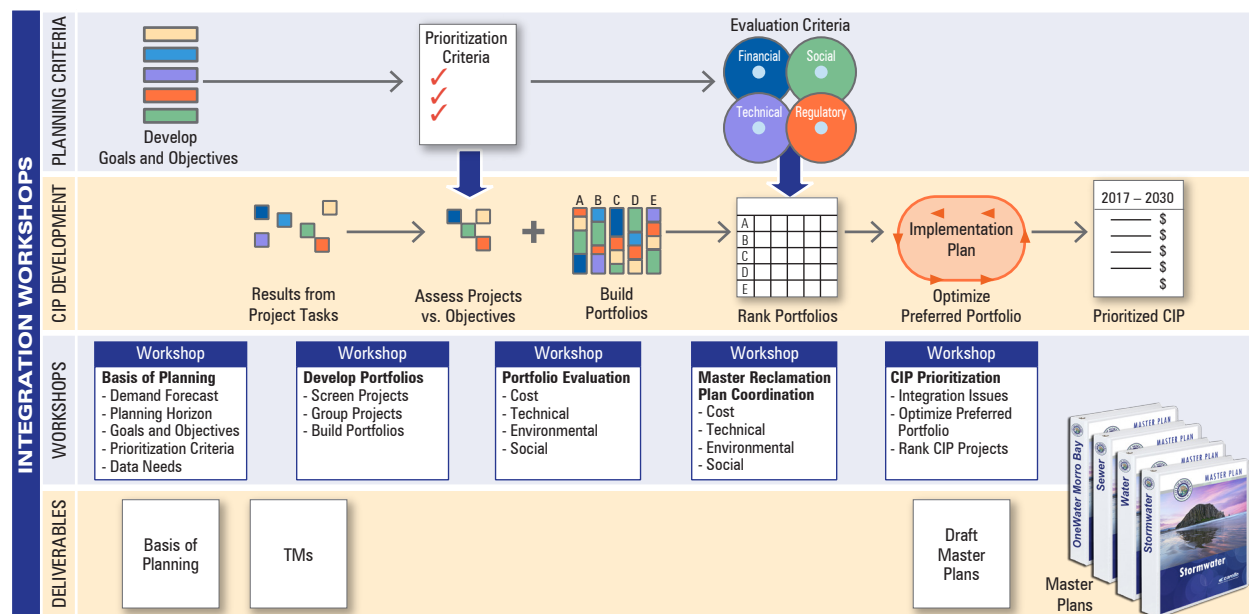 INTEGRATION WORKSHOPS
PLANNING CRITERIA
Develop
Goals and Objectives
Prioritization
Criteria
Evaluation Criteria
Financial
Social
Technical
Regulatory
CIP DEVELOPMENT
Results from
Project Tasks
Assess Projects
vs. Objectives
+
A B C D E
Build
Portfolios
A
B
C
D
E
Rank Portfolios
Implementation
Plan
Optimize
Preferred Portfolio
2017 – 2030
$
$
$
$
$
Prioritized CIP
WORKSHOPS
Workshop
Basis of Planning
- Demand Forecast
- Planning Horizon
- Goals and Objectives
- Prioritization Criteria
- Data Needs
Workshop
Develop Portfolios
- Screen Projects
- Group Projects
- Build Portfolios
Workshop
Portfolio Evaluation
- Cost
- Technical
- Environmental
- Social
Workshop
Master Reclamation
Plan Coordination
- Cost
- Technical
- Environmental
- Social
Workshop
CIP Prioritization
- Integration Issues
- Optimize Preferred
Portfolio
- Rank CIP Projects
DELIVERABLES
Basis of
Planning
TMs
Draft
Master
Plans
Master
Plans
OneWater Morro Bay
MASTER PLAN
Sewer
MASTER PLAN
Water
MASTER PLAN
Stormwater
MASTER PLAN
Stormwater